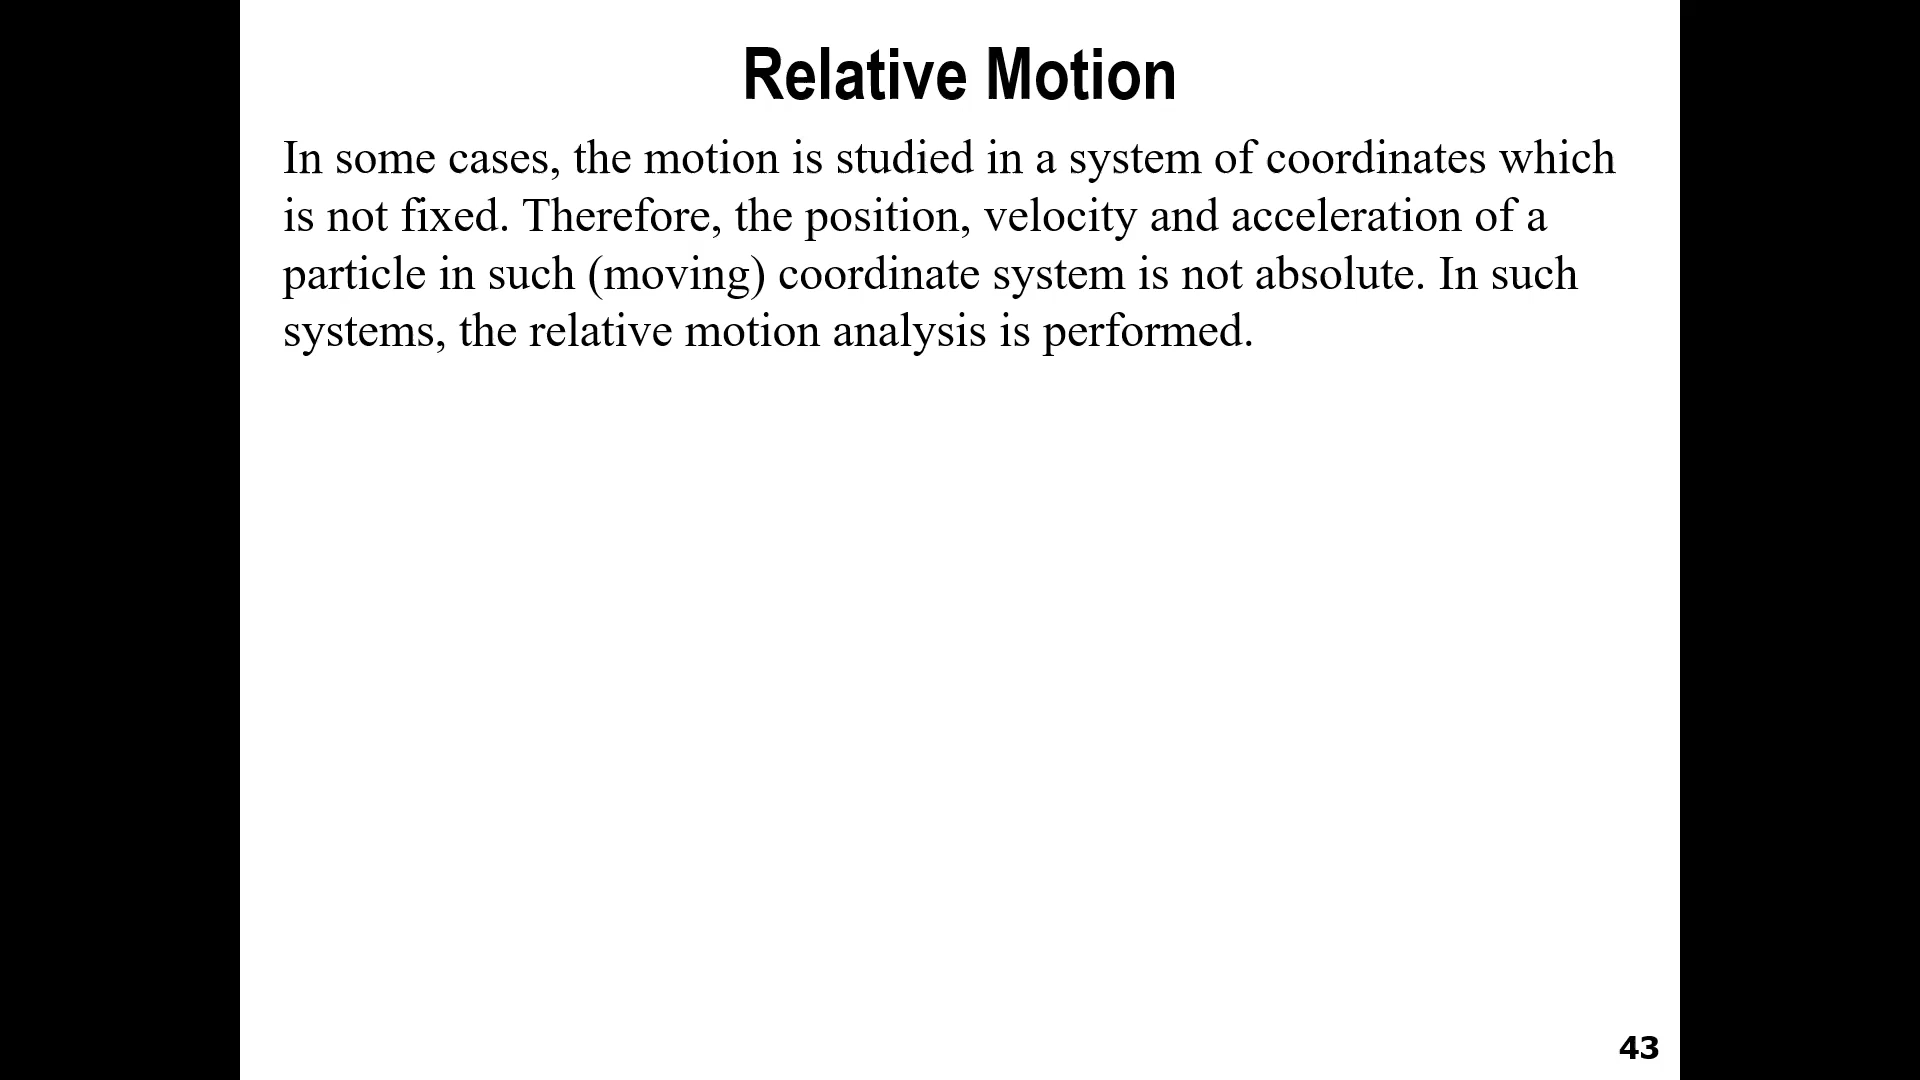 Relative Motion
In some cases, the motion is studied in a system of coordinates which
is not fixed. Therefore, the position, velocity and acceleration of a
particle in such (moving) coordinate system is not absolute. In such
systems, the relative motion analysis is performed.
43